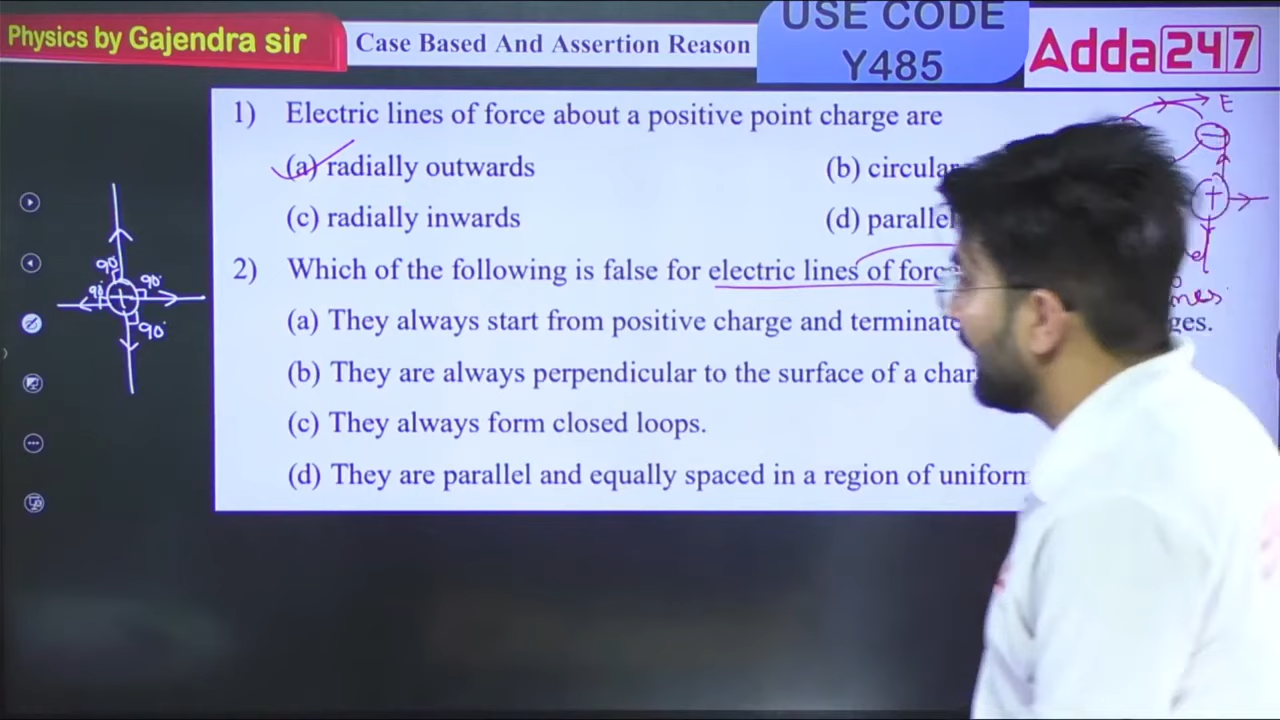 Physics by Gajendra sir
Case Based And Assertion Reason
USE CODE
Y485
Adda247
1) Electric lines of force about a positive point charge are
(a) radially outwards
(b) circular
(c) radially inwards
(d) parallel
2) Which of the following is false for electric lines of force
(a) They always start from positive charge and terminate
(b) They are always perpendicular to the surface of a
(c) They always form closed loops.
(d) They are parallel and equally spaced in a region of uniform
E
90°
90°
90°
90°
+
+